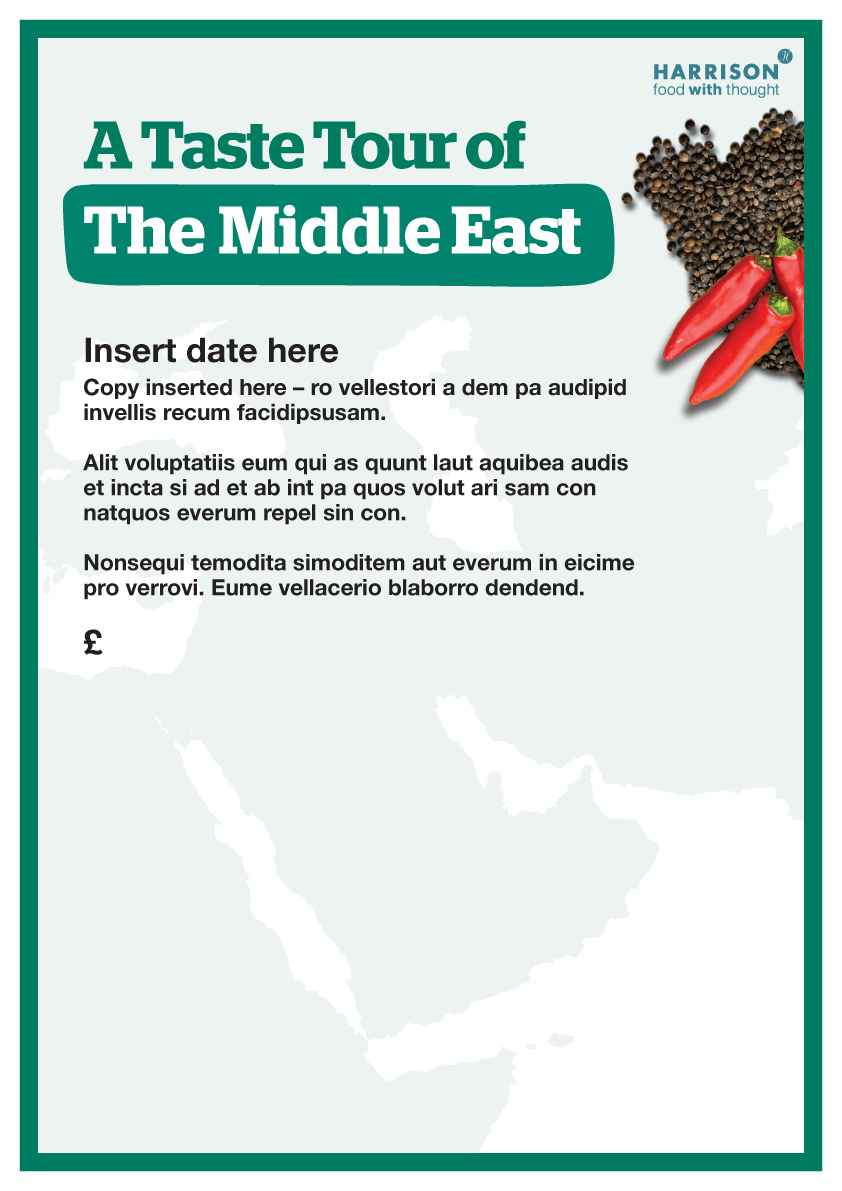 HARRISON
food with thought
A Taste Tour of
The Middle East
Insert date here
Copy inserted here – ro vellestori a dem pa audipid
invellis recum facidipsusam.
Alit voluptatiis eum qui as quunt laut aquibea audis
et incta si ad et ab int pa quos volut ari sam con
natquos everum repel sin con.
Nonsequi temodita simoditem aut everum in eicime
pro verrovi. Eume vellacerio blaborro dendend.
£